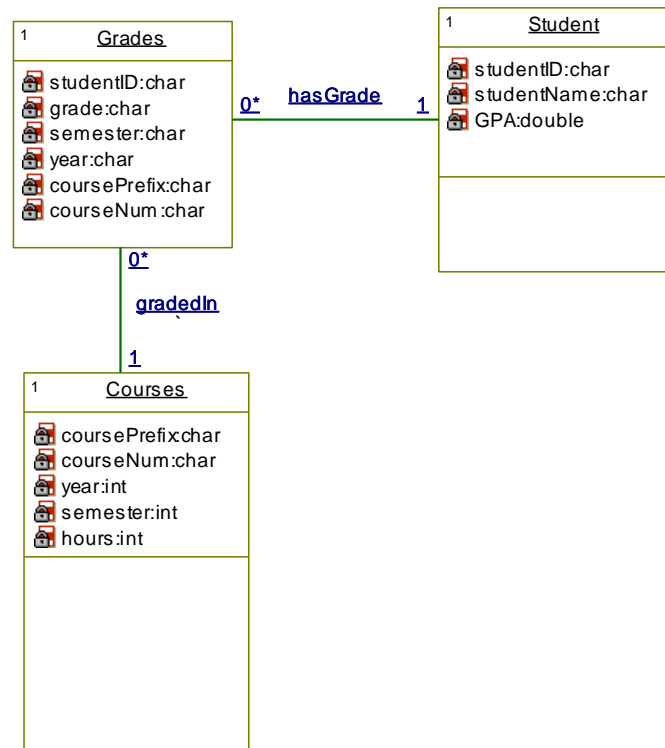 1 Grades
studentID:char
grade:char
semester:char
year:char
coursePrefix:char
courseNum:char
0*
hasGrade
1
1 Student
studentID:char
studentName:char
GPA:double
0*
gradedIn
`
1
1 Courses
coursePrefix:char
courseNum:char
year:int
semester:int
hours:int